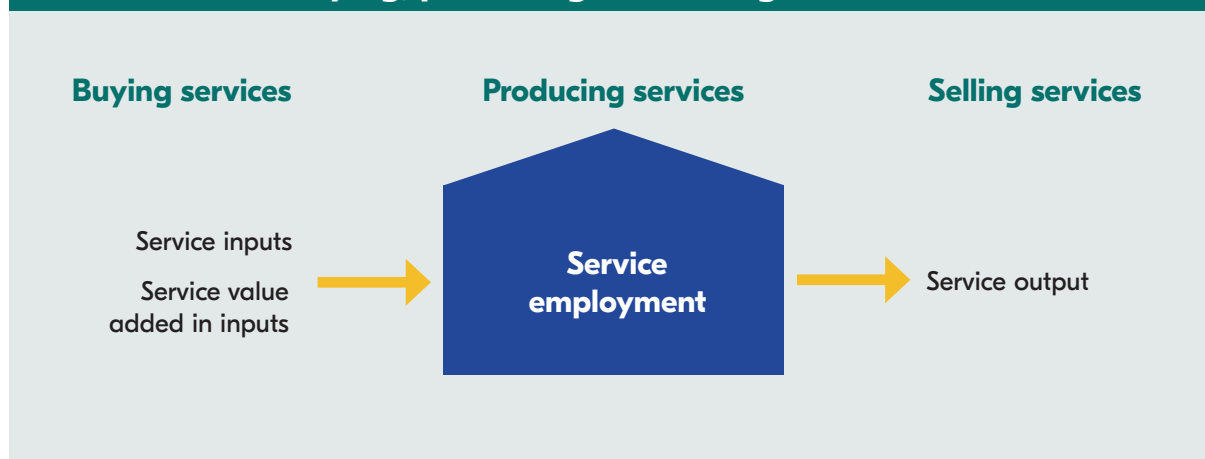 Buying services
Producing services
Selling services
Service inputs
Service value
added in inputs
Service
employment
Service output